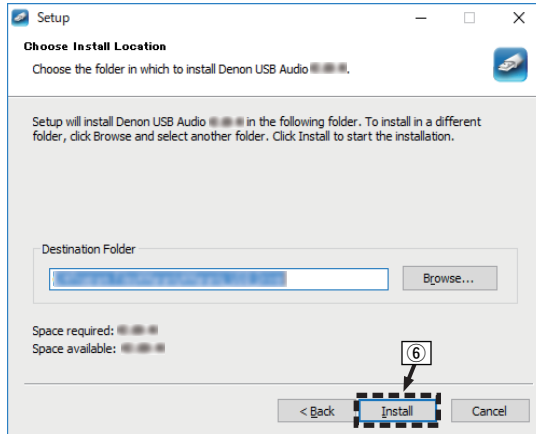 Setup
Choose Install Location
Choose the folder in which to install Denon USB Audio .
Setup will install Denon USB Audio in the following folder. To install in a different
folder, click Browse and select another folder. Click Install to start the installation.
Destination Folder
Browse...
Space required:
Space available:
⑥
< Back
Install
Cancel